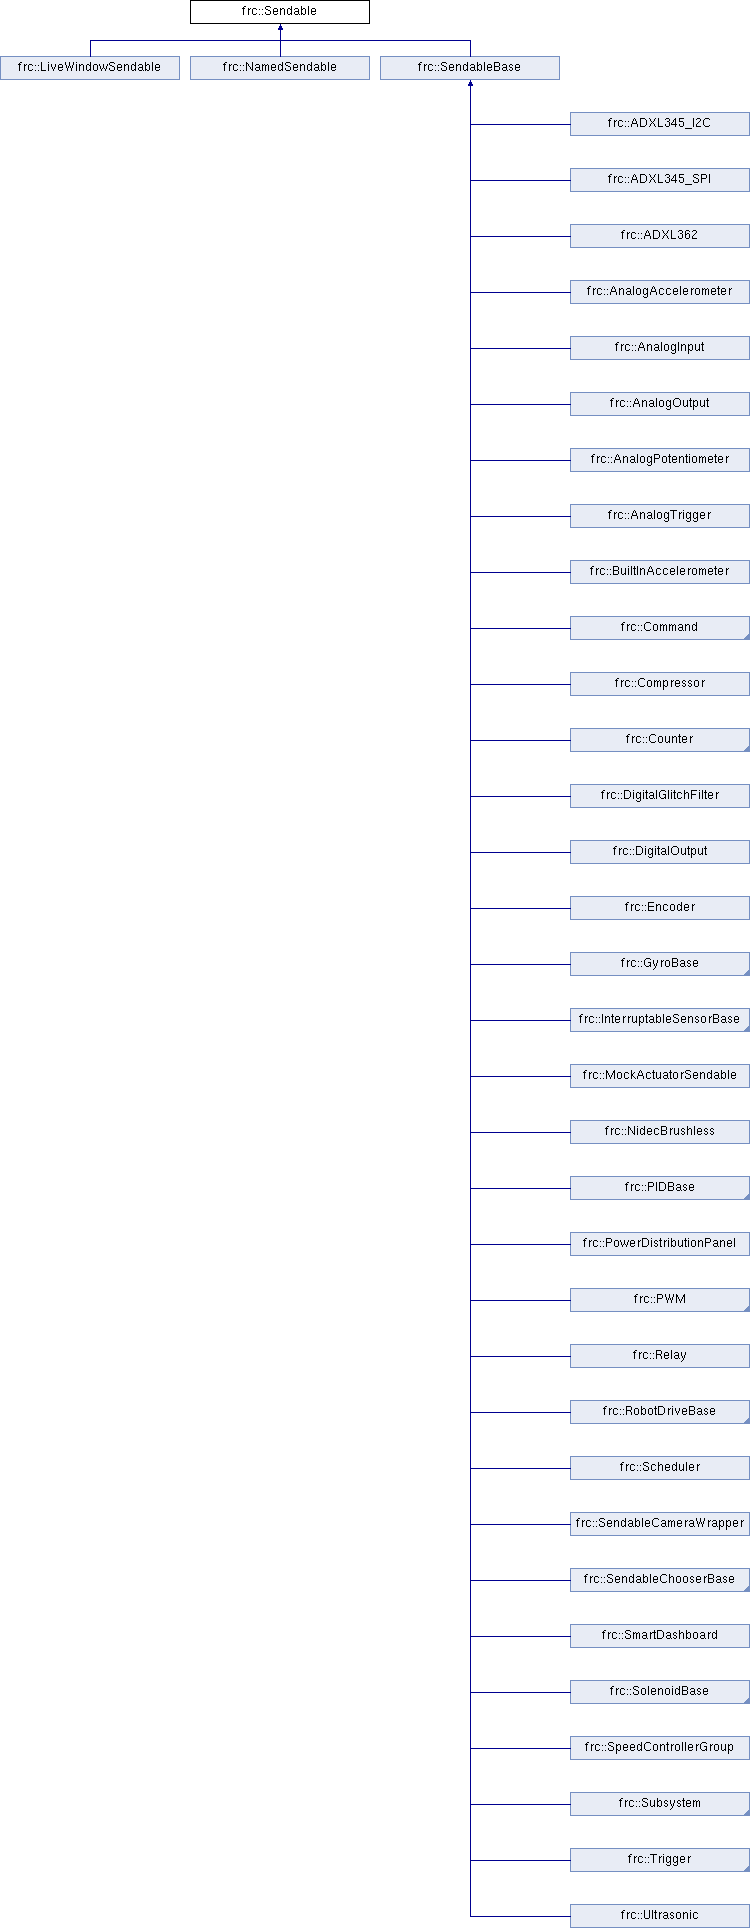 frc::Sendable
frc::LiveWindowSendable
frc::NamedSendable
frc::SendableBase
frc::ADXL345_I2C
frc::ADXL345_SPI
frc::ADXL362
frc::AnalogAccelerometer
frc::AnalogInput
frc::AnalogOutput
frc::AnalogPotentiometer
frc::AnalogTrigger
frc::BuiltInAccelerometer
frc::Command
frc::Compressor
frc::Counter
frc::DigitalGlitchFilter
frc::DigitalOutput
frc::Encoder
frc::GyroBase
frc::InterruptableSensorBase
frc::MockActuatorSendable
frc::NidecBrushless
frc::PIDBase
frc::PowerDistributionPanel
frc::PWM
frc::Relay
frc::RobotDriveBase
frc::Scheduler
frc::SendableCameraWrapper
frc::SendableChooserBase
frc::SmartDashboard
frc::SolenoidBase
frc::SpeedControllerGroup
frc::Subsystem
frc::Trigger
frc::Ultrasonic